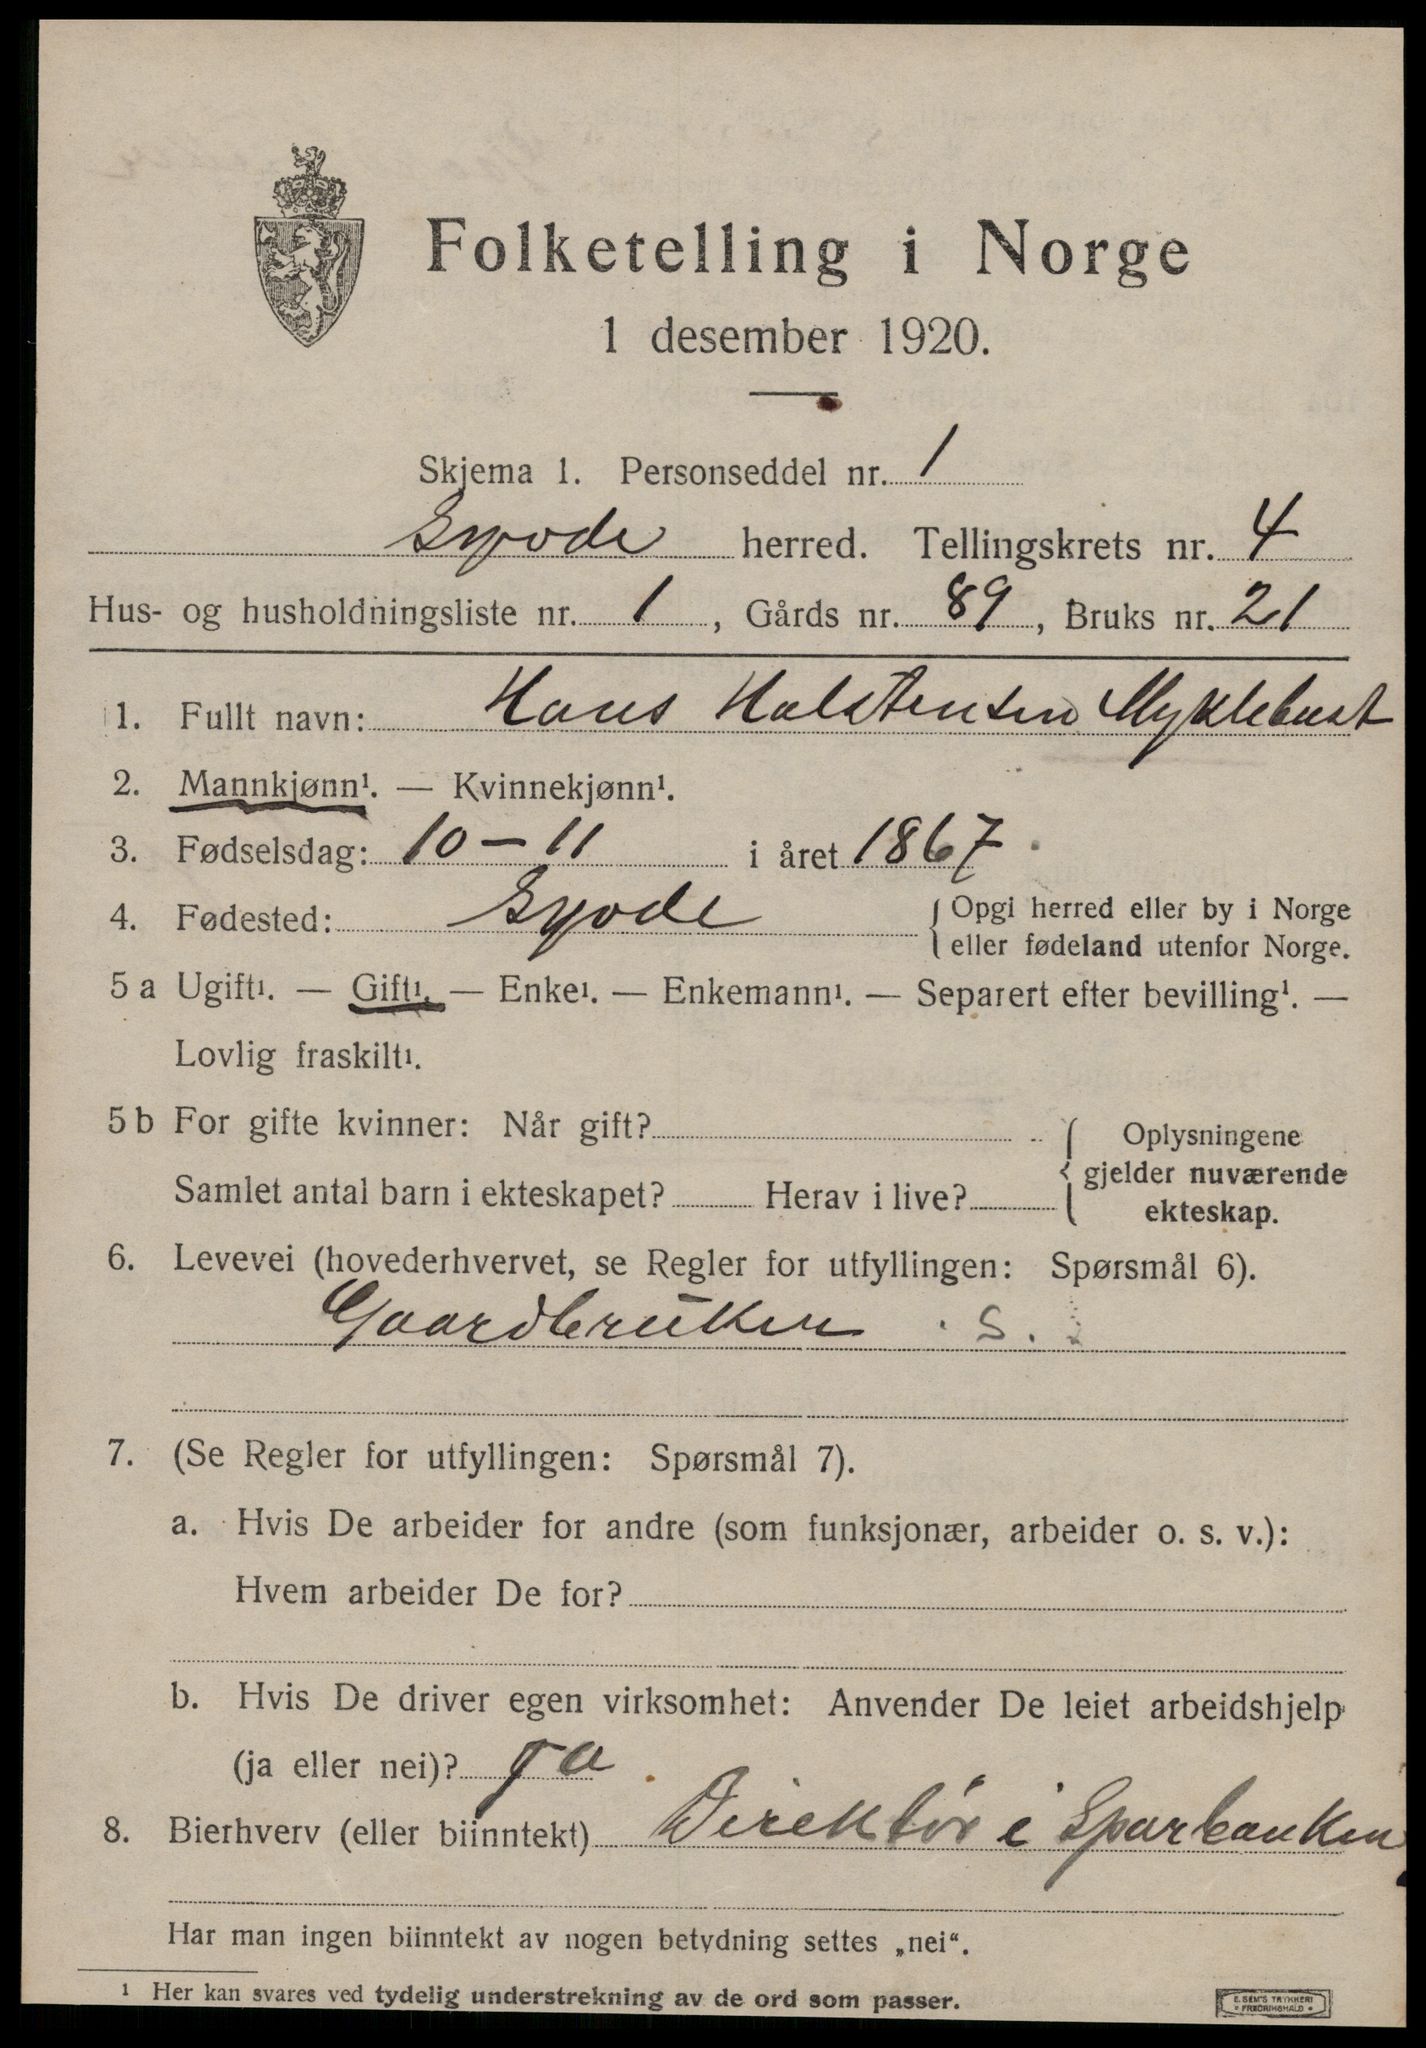 Folketelling i Norge
1 desember 1920.
Skjema 1. Personseddel nr. 1
Syvde herred. Tellingskrets nr. 4
Hus- og husholdningsliste nr. 1, Gårds nr. 89, Bruks nr. 21
1. Fullt navn: Hans Halstensen Myklebust
2. Mannkjønn¹. — Kvinnekjønn¹.
3. Fødselsdag: 10 – 11 i året 1867
4. Fødested: Syvde { Opgi herred eller by i Norge
eller fødeland utenfor Norge.
5 a Ugift¹. — Gift¹. — Enke¹. — Enkemann¹. — Separert efter bevilling¹. —
Lovlig fraskilt¹.
5 b For gifte kvinner: Når gift? { Oplysningene
gjelder nuværende
Samlet antal barn i ekteskapet? Herav i live? ekteskap.
6. Levevei (hovederhvervet, se Regler for utfyllingen: Spørsmål 6).
Gaardbruker s.
7. (Se Regler for utfyllingen: Spørsmål 7).
a. Hvis De arbeider for andre (som funksjonær, arbeider o. s. v.):
Hvem arbeider De for?
b. Hvis De driver egen virksomhet: Anvender De leiet arbeidshjelp
(ja eller nei)? ja
8. Bierhverv (eller biinntekt) Direktør i Sparbanken
Har man ingen biinntekt av nogen betydning settes „nei“.
¹ Her kan svares ved tydelig understrekning av de ord som passer.
E. SEM'S TRYKKERI
• FREDRIKSHALD •